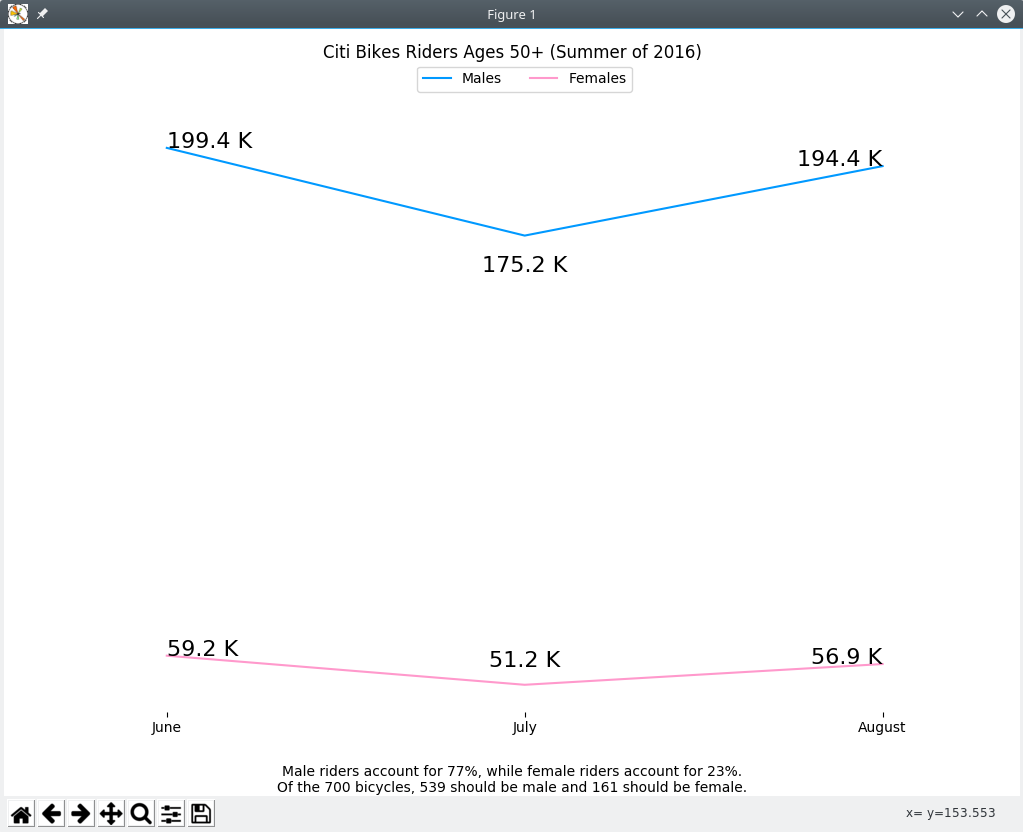 Figure 1
Citi Bikes Riders Ages 50+ (Summer of 2016)
Males Females
199.4 K
194.4 K
175.2 K
59.2 K
51.2 K
56.9 K
June July August
Male riders account for 77%, while female riders account for 23%.
Of the 700 bicycles, 539 should be male and 161 should be female.
x= y=153.553